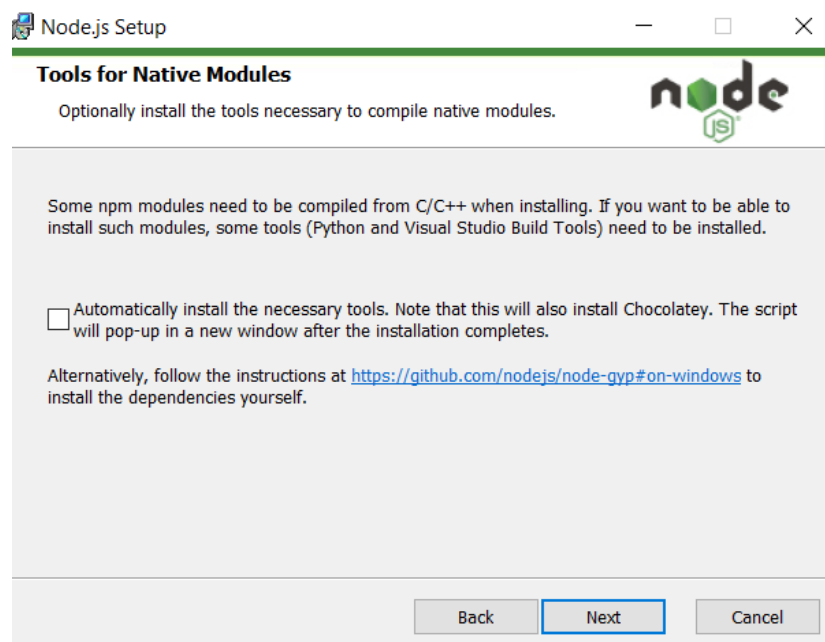 Node.js Setup
Tools for Native Modules
Optionally install the tools necessary to compile native modules.
node
JS
Some npm modules need to be compiled from C/C++ when installing. If you want to be able to
install such modules, some tools (Python and Visual Studio Build Tools) need to be installed.
Automatically install the necessary tools. Note that this will also install Chocolatey. The script
will pop-up in a new window after the installation completes.
Alternatively, follow the instructions at https://github.com/nodejs/node-gyp#on-windows to
install the dependencies yourself.
Back Next Cancel